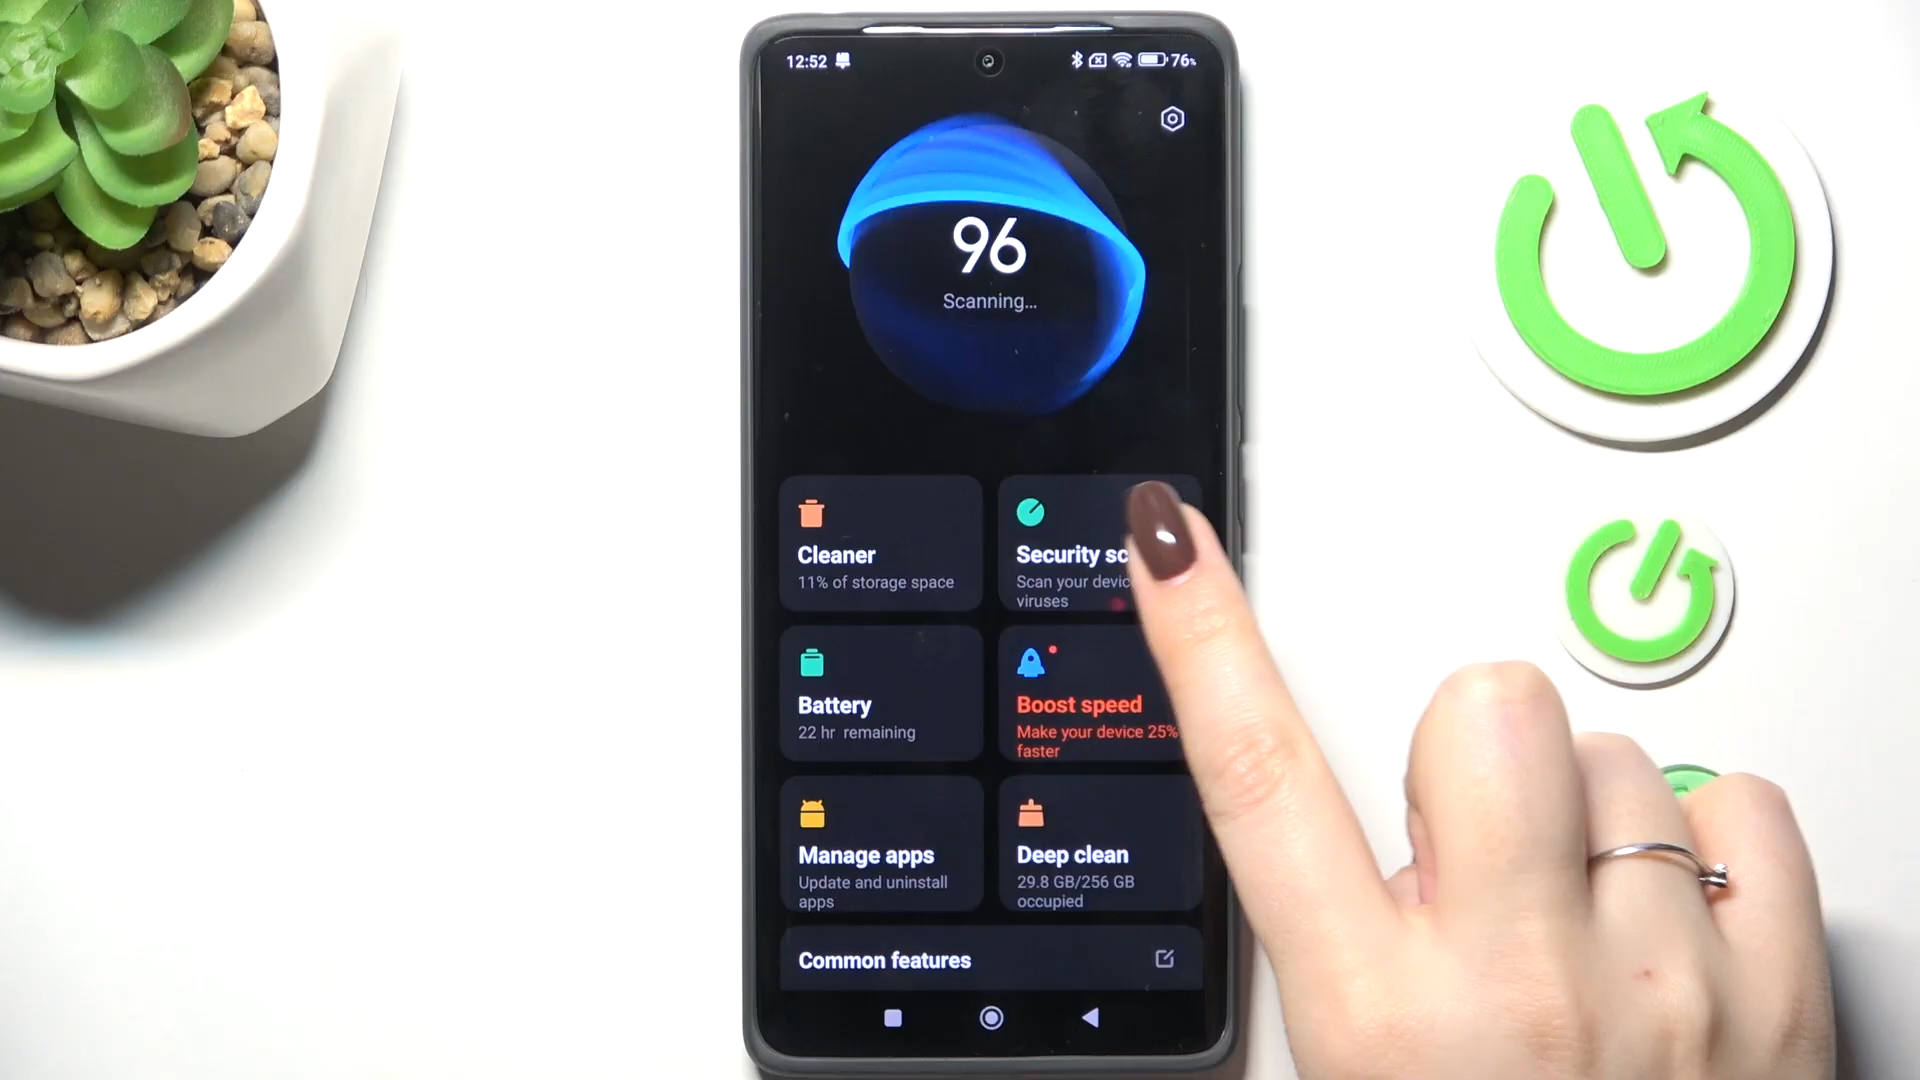 12:52
76%
96
Scanning...
Cleaner
11% of storage space
Security sc
Scan your devic
viruses
Battery
22 hr remaining
Boost speed
Make your device 25%
faster
Manage apps
Update and uninstall
apps
Deep clean
29.8 GB/256 GB
occupied
Common features